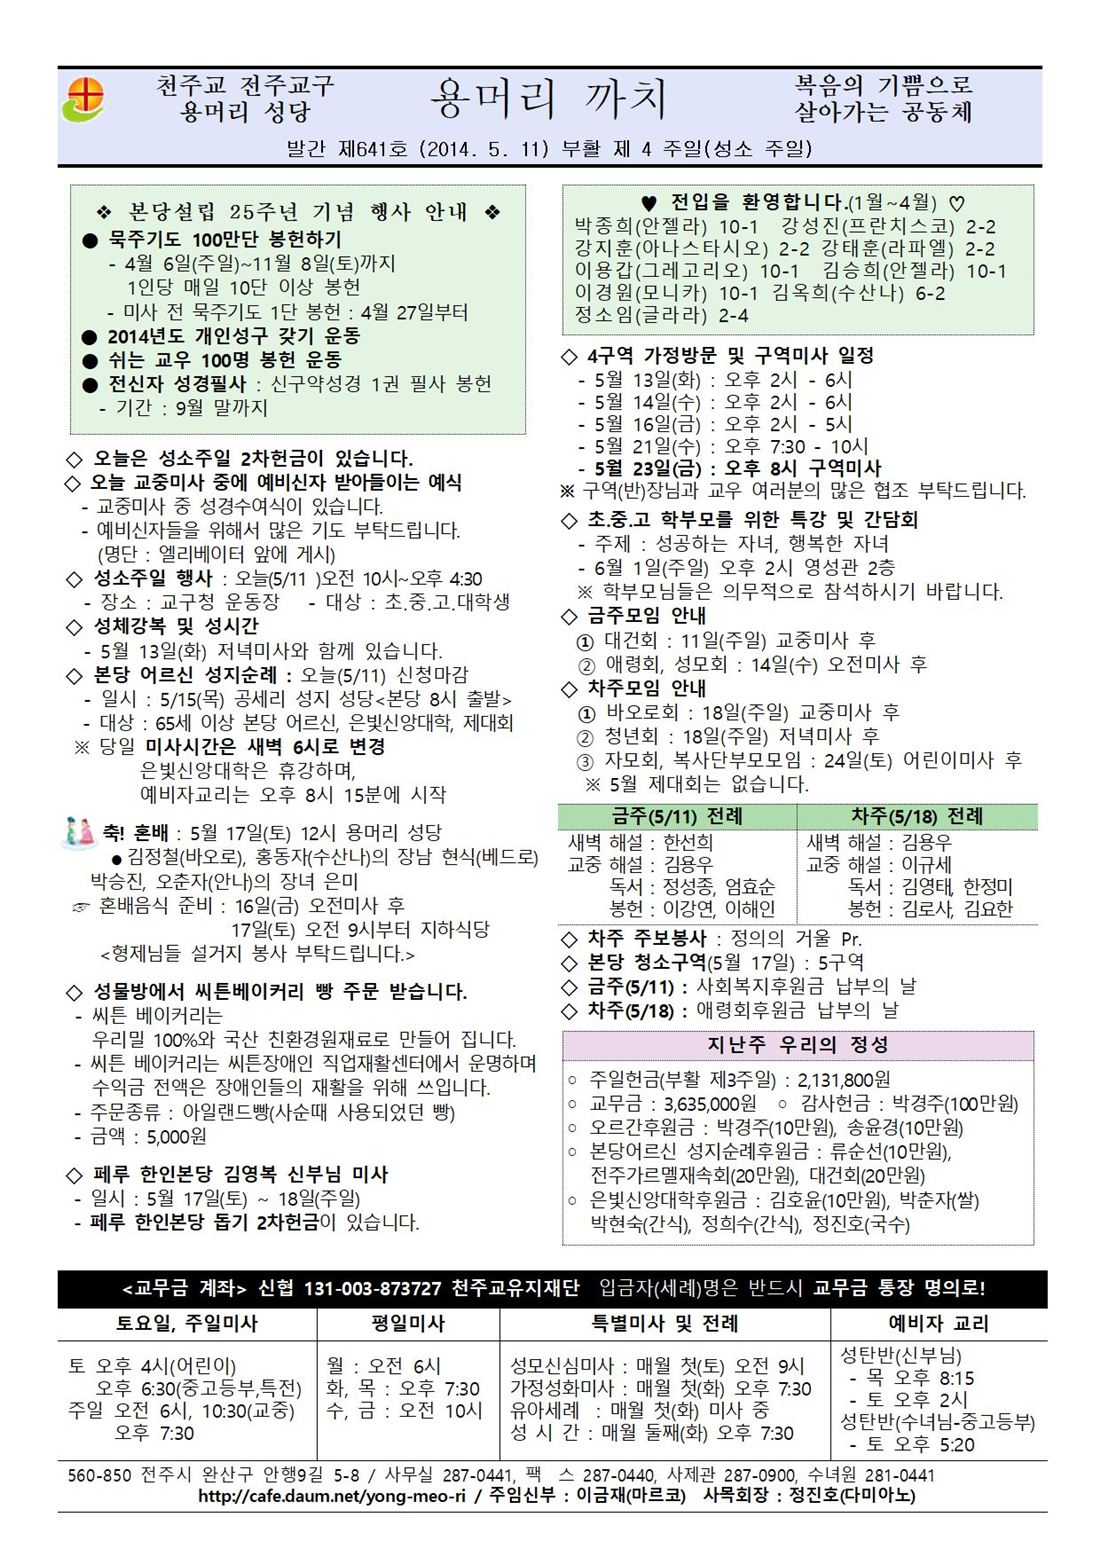 천주교 전주교구
용머리 성당
용머리 까치
복음의 기쁨으로
살아가는 공동체
발간 제641호 (2014. 5. 11) 부활 제 4 주일(성소 주일)
❖ 본당설립 25주년 기념 행사 안내 ❖
● 묵주기도 100만단 봉헌하기
- 4월 6일(주일)~11월 8일(토)까지
1인당 매일 10단 이상 봉헌
- 미사 전 묵주기도 1단 봉헌 : 4월 27일부터
● 2014년도 개인성구 갖기 운동
● 쉬는 교우 100명 봉헌 운동
● 전신자 성경필사 : 신구약성경 1권 필사 봉헌
- 기간 : 9월 말까지
◇ 오늘은 성소주일 2차헌금이 있습니다.
◇ 오늘 교중미사 중에 예비신자 받아들이는 예식
- 교중미사 중 성경수여식이 있습니다.
- 예비신자들을 위해서 많은 기도 부탁드립니다.
(명단 : 엘리베이터 앞에 게시)
◇ 성소주일 행사 : 오늘(5/11 )오전 10시~오후 4:30
- 장소 : 교구청 운동장 - 대상 : 초.중.고.대학생
◇ 성체강복 및 성시간
- 5월 13일(화) 저녁미사와 함께 있습니다.
◇ 본당 어르신 성지순례 : 오늘(5/11) 신청마감
- 일시 : 5/15(목) 공세리 성지 성당<본당 8시 출발>
- 대상 : 65세 이상 본당 어르신, 은빛신앙대학, 제대회
※ 당일 미사시간은 새벽 6시로 변경
은빛신앙대학은 휴강하며,
예비자교리는 오후 8시 15분에 시작
축! 혼배 : 5월 17일(토) 12시 용머리 성당
● 김정철(바오로), 홍동자(수산나)의 장남 현식(베드로)
박승진, 오춘자(안나)의 장녀 은미
☞ 혼배음식 준비 : 16일(금) 오전미사 후
17일(토) 오전 9시부터 지하식당
<형제님들 설거지 봉사 부탁드립니다.>
◇ 성물방에서 씨튼베이커리 빵 주문 받습니다.
- 씨튼 베이커리는
우리밀 100%와 국산 친환경원재료로 만들어 집니다.
- 씨튼 베이커리는 씨튼장애인 직업재활센터에서 운명하며
수익금 전액은 장애인들의 재활을 위해 쓰입니다.
- 주문종류 : 아일랜드빵(사순때 사용되었던 빵)
- 금액 : 5,000원
◇ 페루 한인본당 김영복 신부님 미사
- 일시 : 5월 17일(토) ~ 18일(주일)
- 페루 한인본당 돕기 2차헌금이 있습니다.
♥ 전입을 환영합니다.(1월~4월) ♡
박종희(안젤라) 10-1 강성진(프란치스코) 2-2
강지훈(아나스타시오) 2-2 강태훈(라파엘) 2-2
이용갑(그레고리오) 10-1 김승희(안젤라) 10-1
이경원(모니카) 10-1 김옥희(수산나) 6-2
정소임(글라라) 2-4
◇ 4구역 가정방문 및 구역미사 일정
- 5월 13일(화) : 오후 2시 - 6시
- 5월 14일(수) : 오후 2시 - 6시
- 5월 16일(금) : 오후 2시 - 5시
- 5월 21일(수) : 오후 7:30 - 10시
- 5월 23일(금) : 오후 8시 구역미사
※ 구역(반)장님과 교우 여러분의 많은 협조 부탁드립니다.
◇ 초.중.고 학부모를 위한 특강 및 간담회
- 주제 : 성공하는 자녀, 행복한 자녀
- 6월 1일(주일) 오후 2시 영성관 2층
※ 학부모님들은 의무적으로 참석하시기 바랍니다.
◇ 금주모임 안내
① 대건회 : 11일(주일) 교중미사 후
② 애령회, 성모회 : 14일(수) 오전미사 후
◇ 차주모임 안내
① 바오로회 : 18일(주일) 교중미사 후
② 청년회 : 18일(주일) 저녁미사 후
③ 자모회, 복사단부모모임 : 24일(토) 어린이미사 후
※ 5월 제대회는 없습니다.
금주(5/11) 전례 차주(5/18) 전례
새벽 해설 : 한선희 새벽 해설 : 김용우
교중 해설 : 김용우 교중 해설 : 이규세
독서 : 정성종, 엄효순 독서 : 김영태, 한정미
봉헌 : 이강연, 이해인 봉헌 : 김로사, 김요한
◇ 차주 주보봉사 : 정의의 거울 Pr.
◇ 본당 청소구역(5월 17일) : 5구역
◇ 금주(5/11) : 사회복지후원금 납부의 날
◇ 차주(5/18) : 애령회후원금 납부의 날
지난주 우리의 정성
○ 주일헌금(부활 제3주일) : 2,131,800원
○ 교무금 : 3,635,000원 ○ 감사헌금 : 박경주(100만원)
○ 오르간후원금 : 박경주(10만원), 송윤경(10만원)
○ 본당어르신 성지순례후원금 : 류순선(10만원),
전주가르멜재속회(20만원), 대건회(20만원)
○ 은빛신앙대학후원금 : 김호윤(10만원), 박춘자(쌀)
박현숙(간식), 정희수(간식), 정진호(국수)
<교무금 계좌> 신협 131-003-873727 천주교유지재단 입금자(세례)명은 반드시 교무금 통장 명의로!
토요일, 주일미사 평일미사 특별미사 및 전례 예비자 교리
토 오후 4시(어린이)
오후 6:30(중고등부,특전)
주일 오전 6시, 10:30(교중)
오후 7:30
월 : 오전 6시
화, 목 : 오후 7:30
수, 금 : 오전 10시
성모신심미사 : 매월 첫(토) 오전 9시
가정성화미사 : 매월 첫(화) 오후 7:30
유아세례 : 매월 첫(화) 미사 중
성 시 간 : 매월 둘째(화) 오후 7:30
성탄반(신부님)
- 목 오후 8:15
- 토 오후 2시
성탄반(수녀님-중고등부)
- 토 오후 5:20
560-850 전주시 완산구 안행9길 5-8 / 사무실 287-0441, 팩 스 287-0440, 사제관 287-0900, 수녀원 281-0441
http://cafe.daum.net/yong-meo-ri / 주임신부 : 이금재(마르코) 사목회장 : 정진호(다미아노)